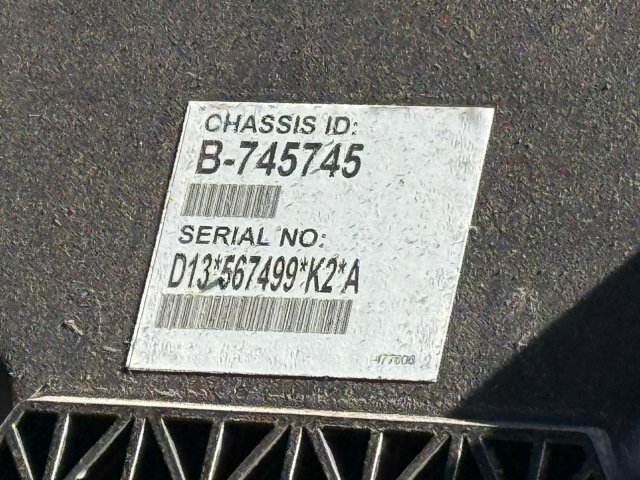 CHASSIS ID:
B-745745
SERIAL NO:
D13*567499*K2*A